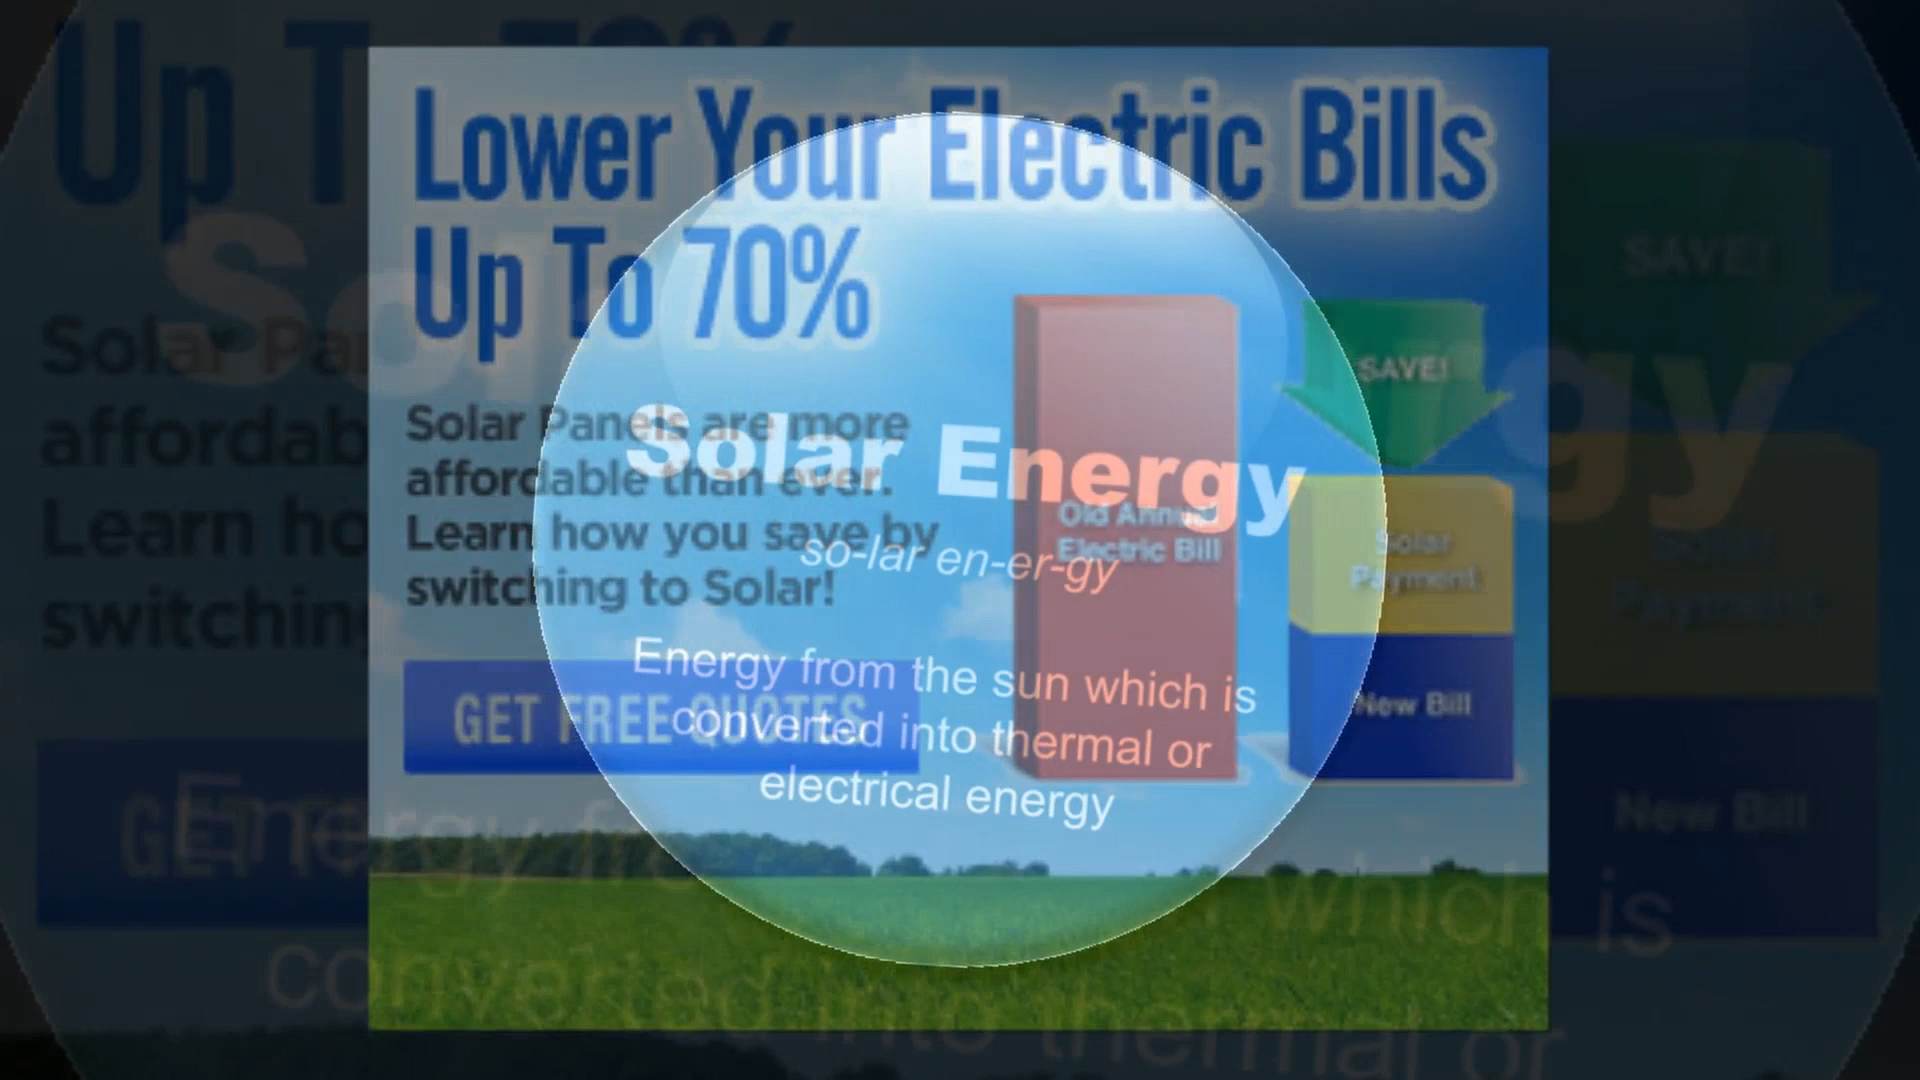 Lower Your Electric Bills
Up To 70%
Solar Panels are more
affordable than ever.
Learn how you save by
switching to Solar!
GET FREE QUOTES
Old Annual
Electric Bill
SAVE!
Solar
Payment
New Bill
Solar Energy
so-lar en-er-gy
Energy from the sun which is
converted into thermal or
electrical energy